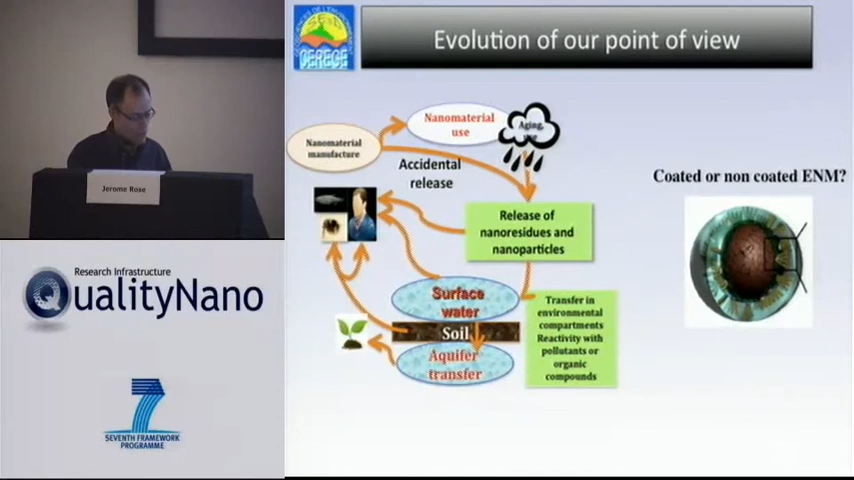 Jerome Rose
Research Infrastructure
QualityNano
7
SEVENTH FRAMEWORK
PROGRAMME
CEREGE
Evolution of our point of view
Nanomaterial
use
Aging,
Nanomaterial
manufacture
Accidental
release
Release of
nanoresidues and
nanoparticles
Surface
water
Soil
Aquifer
transfer
Transfer in
environmental
compartments
Reactivity with
pollutants or
organic
compounds
Coated or non coated ENM?